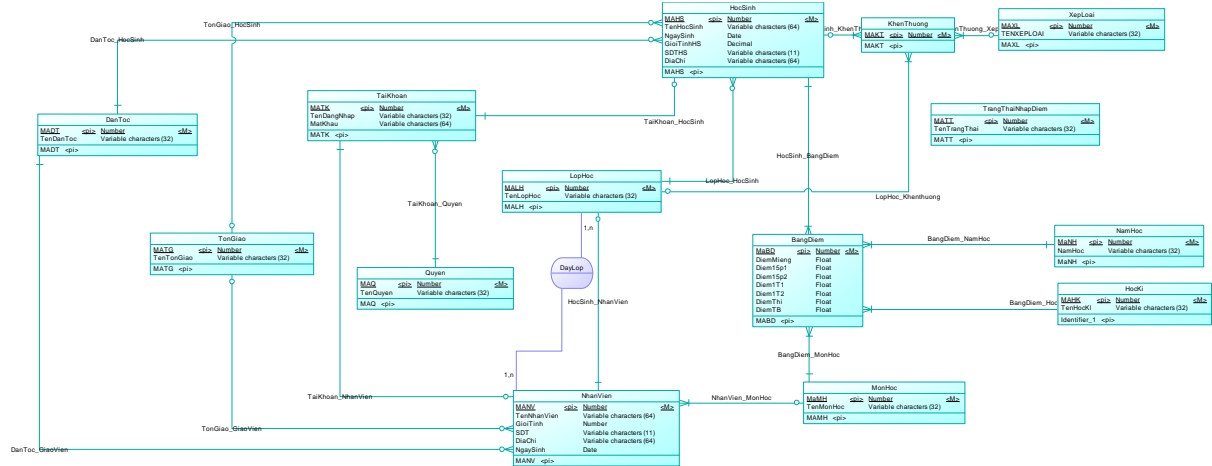 HocSinh
MAHS <pi> Number <M>
TenHocSinh Variable characters (64)
NgaySinh Date
GioiTinhHS Decimal
SDTHS Variable characters (11)
DiaChi Variable characters (64)
MAHS <pi>
KhenThuong
MAKT <pi> Number <M>
MAKT <pi>
XepLoai
MAXL <pi> Number <M>
TENXEPLOAI Variable characters (32)
MAXL <pi>
TonGiao_HocSinh
DanToc_HocSinh
DanToc
MADT <pi> Number <M>
TenDanToc Variable characters (32)
MADT <pi>
TaiKhoan
MATK <pi> Number <M>
TenDangNhap Variable characters (32)
MatKhau Variable characters (64)
MATK <pi>
TaiKhoan_HocSinh
TrangThaiNhapDiem
MATT <pi> Number <M>
TenTrangThai Variable characters (32)
MATT <pi>
HocSinh_BangDiem
LopHoc
MALH <pi> Number <M>
TenLopHoc Variable characters (32)
MALH <pi>
LopHoc_HocSinh
LopHoc_Khenthuong
TaiKhoan_Quyen
1,n
TonGiao
MATG <pi> Number <M>
TenTonGiao Variable characters (32)
MATG <pi>
Quyen
MAQ <pi> Number <M>
TenQuyen Variable characters (32)
MAQ <pi>
DayLop
HocSinh_NhanVien
BangDiem
MaBD <pi> Number <M>
DiemMieng Float
Diem15p1 Float
Diem15p2 Float
Diem1T1 Float
Diem1T2 Float
DiemThi Float
DiemTB Float
MABD <pi>
BangDiem_NamHoc
NamHoc
MaNH <pi> Number <M>
NamHoc Variable characters (32)
MaNH <pi>
BangDiem_Hoc
HocKi
MAHK <pi> Number <M>
TenHocKI Variable characters (32)
Identifier_1 <pi>
BangDiem_MonHoc
1,n
TaiKhoan_NhanVien
NhanVien
MANV <pi> Number <M>
TenNhanVien Variable characters (64)
GioiTinh Number
SDT Variable characters (11)
DiaChi Variable characters (64)
NgaySinh Date
MANV <pi>
NhanVien_MonHoc
MonHoc
MaMH <pi> Number <M>
TenMonHoc Variable characters (32)
MAMH <pi>
TonGiao_GiaoVien
DanToc_GiaoVien